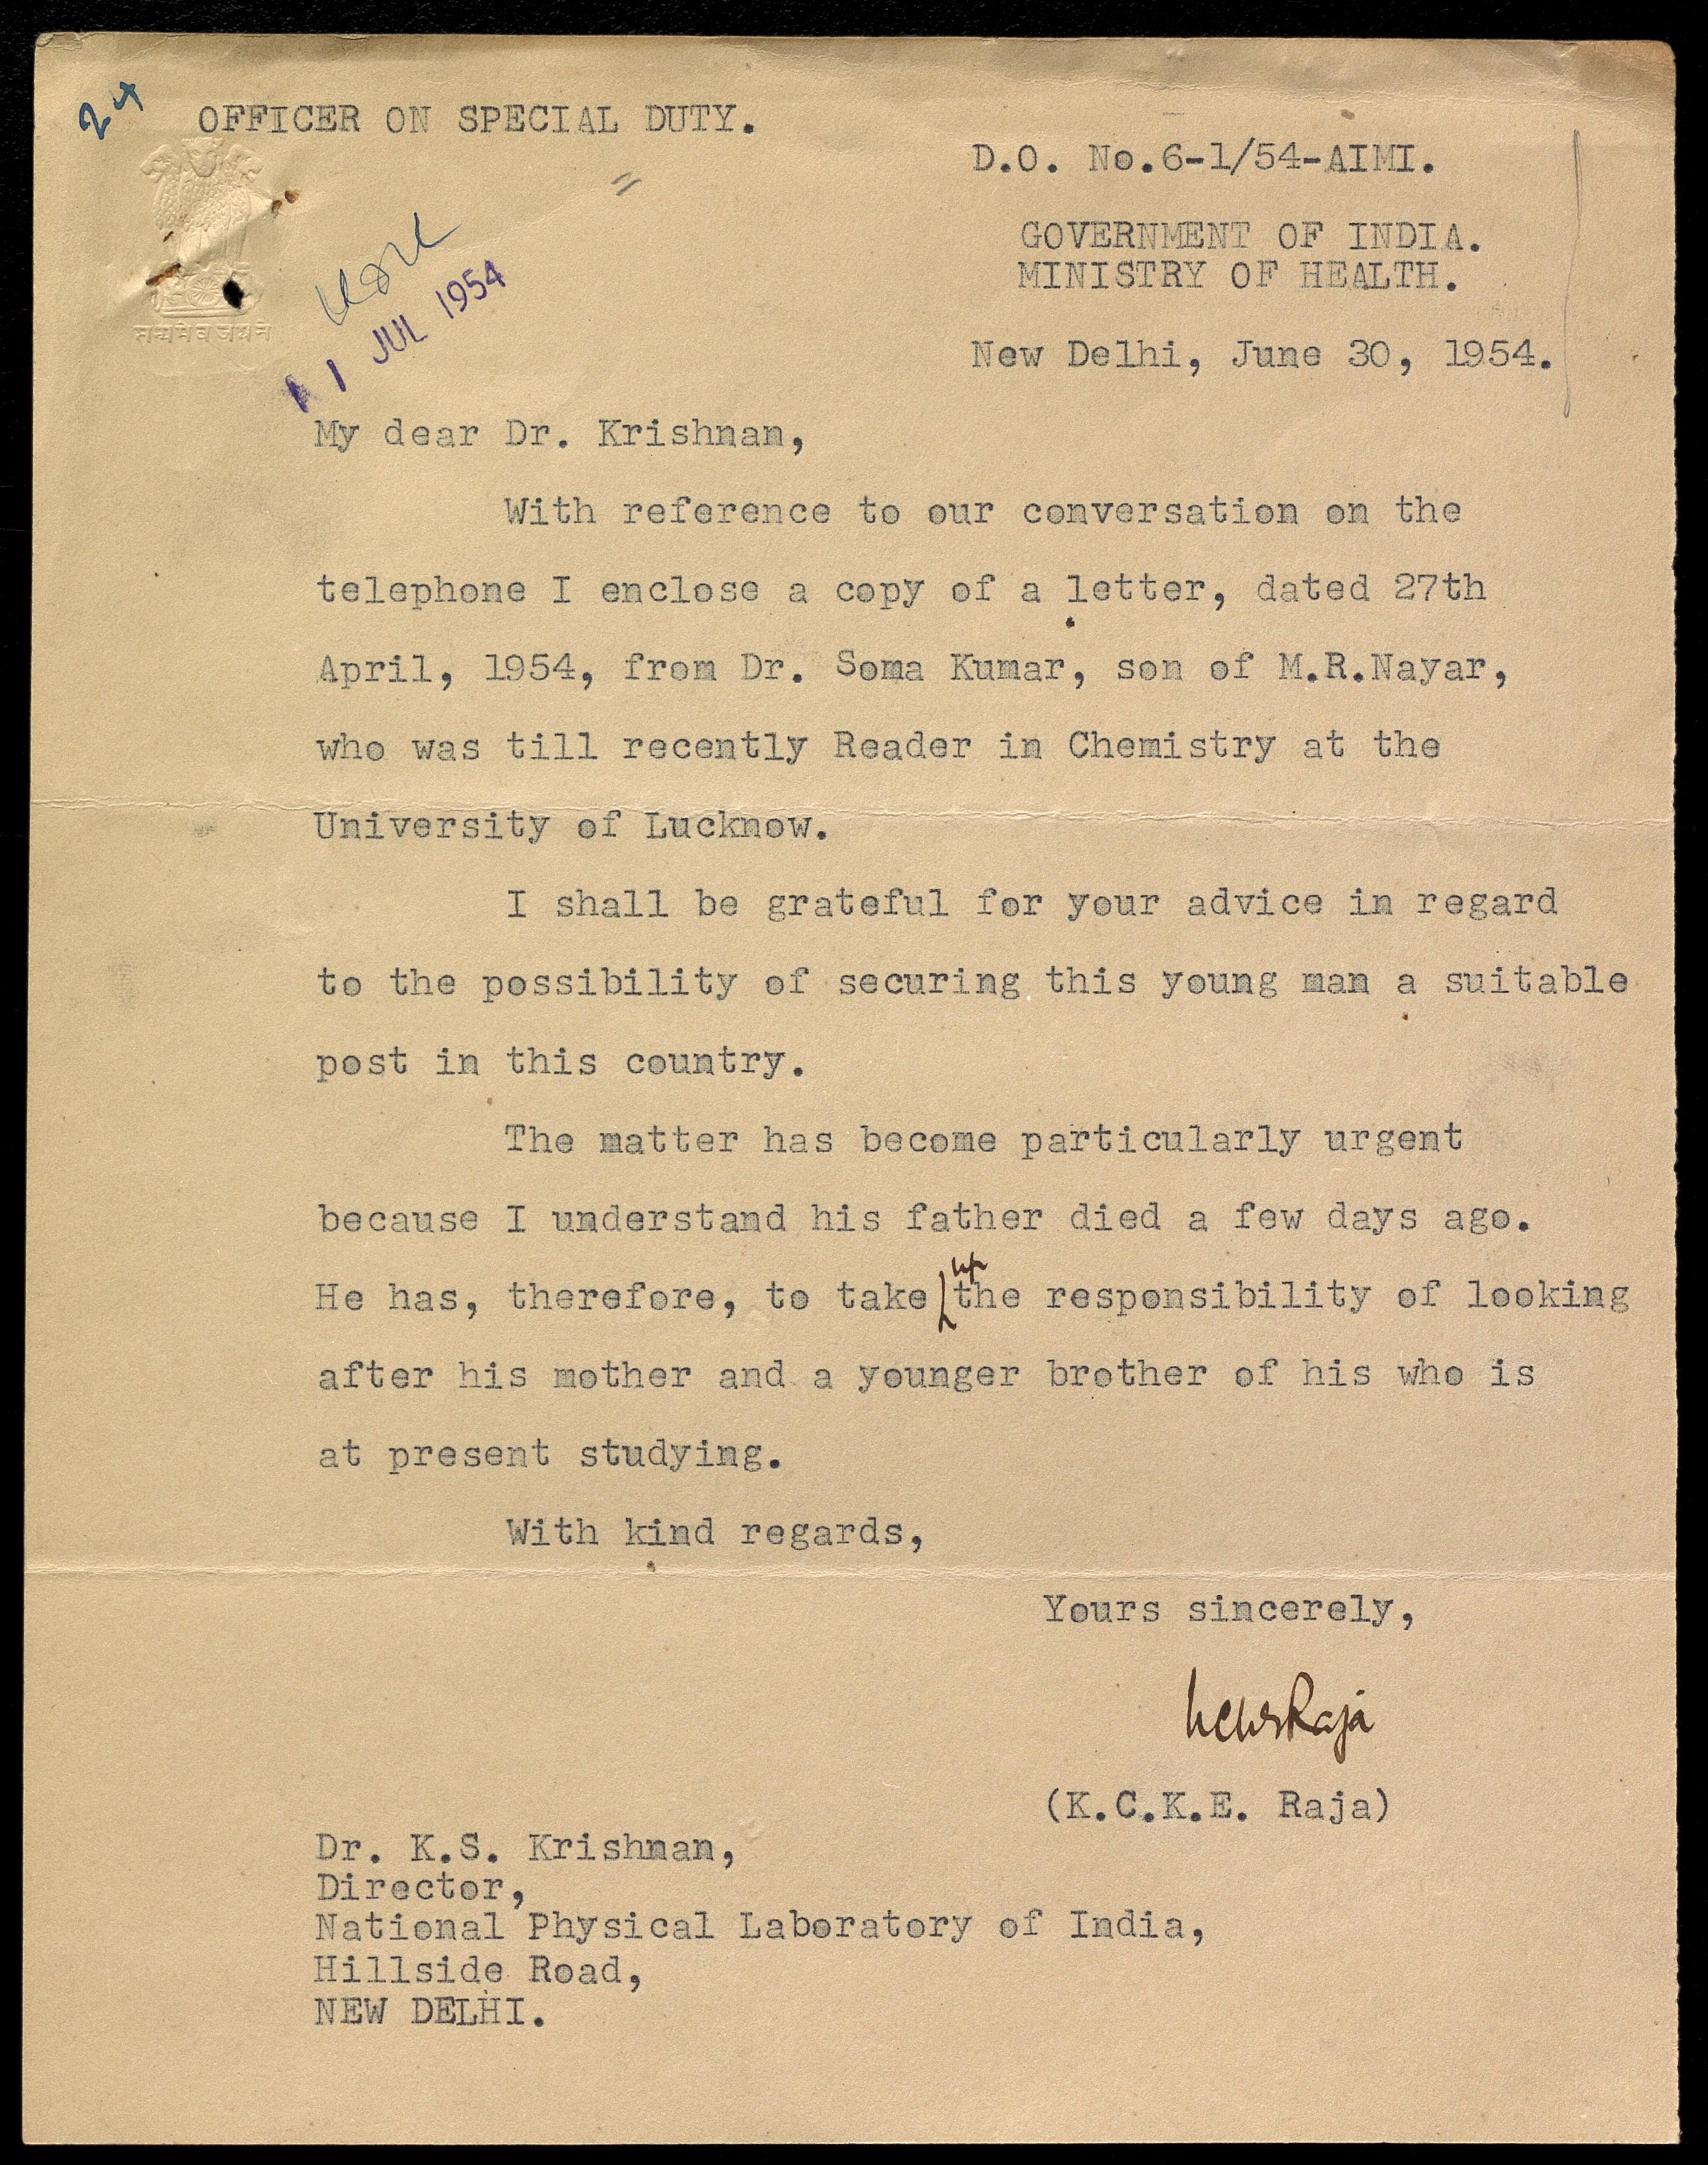 24
OFFICER ON SPECIAL DUTY.
D.O. No.6-1/54-AIMI.
GOVERNMENT OF INDIA.
MINISTRY OF HEALTH.
New Delhi, June 30, 1954.
सत्यमेव जयते
1 JUL 1954
My dear Dr. Krishnan,
With reference to our conversation on the
telephone I enclose a copy of a letter, dated 27th
April, 1954, from Dr. Soma Kumar, son of M.R.Nayar,
who was till recently Reader in Chemistry at the
University of Lucknow.
I shall be grateful for your advice in regard
to the possibility of securing this young man a suitable
post in this country.
The matter has become particularly urgent
because I understand his father died a few days ago.
He has, therefore, to take up the responsibility of looking
after his mother and a younger brother of his who is
at present studying.
With kind regards,
Yours sincerely,
KCKERaja
(K.C.K.E. Raja)
Dr. K.S. Krishnan,
Director,
National Physical Laboratory of India,
Hillside Road,
NEW DELHI.